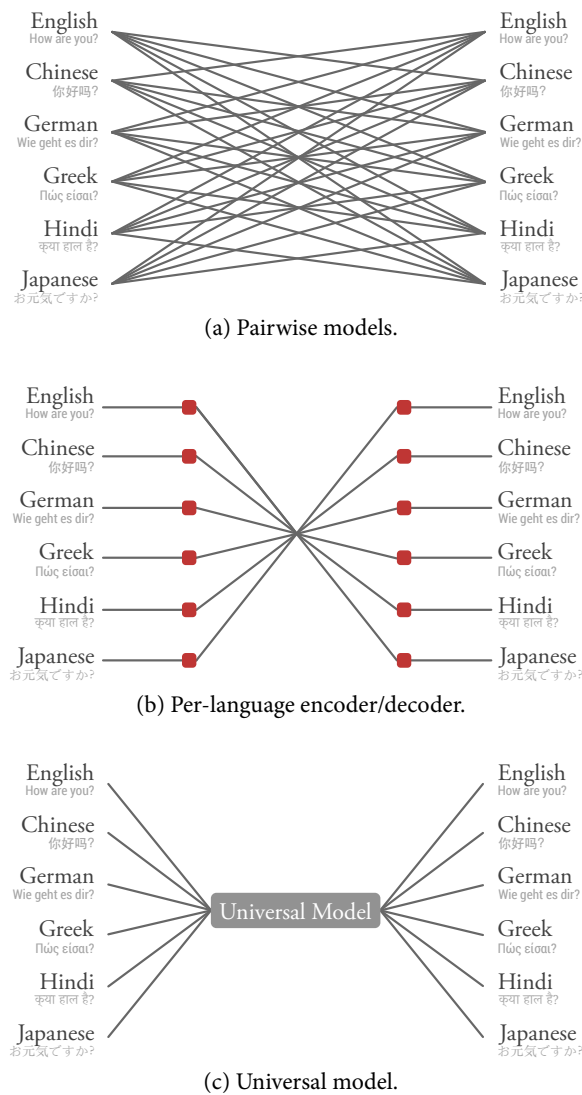 English English
How are you? How are you?
Chinese Chinese
你好吗? 你好吗?
German German
Wie geht es dir? Wie geht es dir?
Greek Greek
Πώς είσαι? Πώς είσαι?
Hindi Hindi
क्या हाल है? क्या हाल है?
Japanese Japanese
お元気ですか? お元気ですか?
(a) Pairwise models.
English English
How are you? How are you?
Chinese Chinese
你好吗? 你好吗?
German German
Wie geht es dir? Wie geht es dir?
Greek Greek
Πώς είσαι? Πώς είσαι?
Hindi Hindi
क्या हाल है? क्या हाल है?
Japanese Japanese
お元気ですか? お元気ですか?
(b) Per-language encoder/decoder.
English English
How are you? How are you?
Chinese Chinese
你好吗? 你好吗?
German German
Wie geht es dir? Wie geht es dir?
Universal Model
Greek Greek
Πώς είσαι? Πώς είσαι?
Hindi Hindi
क्या हाल है? क्या हाल है?
Japanese Japanese
お元気ですか? お元気ですか?
(c) Universal model.